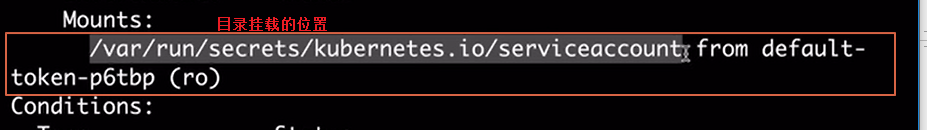 目录挂载的位置
Mounts:
/var/run/secrets/kubernetes.io/serviceaccount from default-
token-p6tbp (ro)
Conditions: